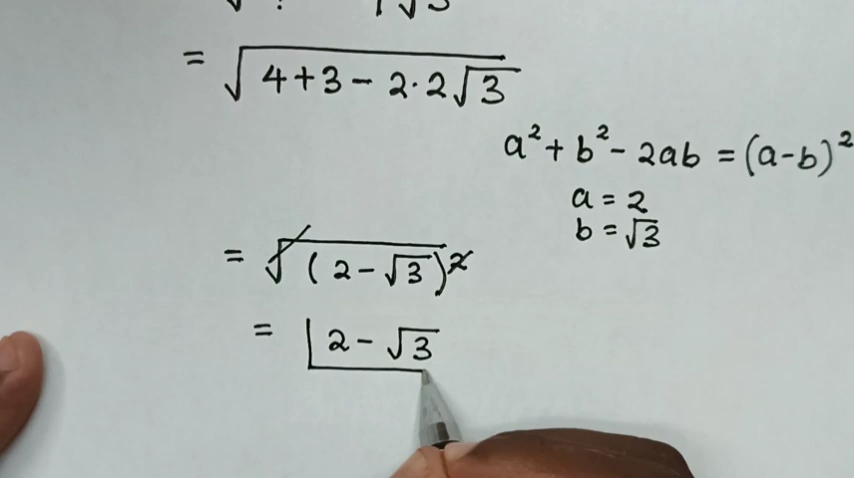 = √(4+3-2·2√3)
a²+b²-2ab = (a-b)²
a = 2
b = √3
= √(2-√3)²
= 2-√3